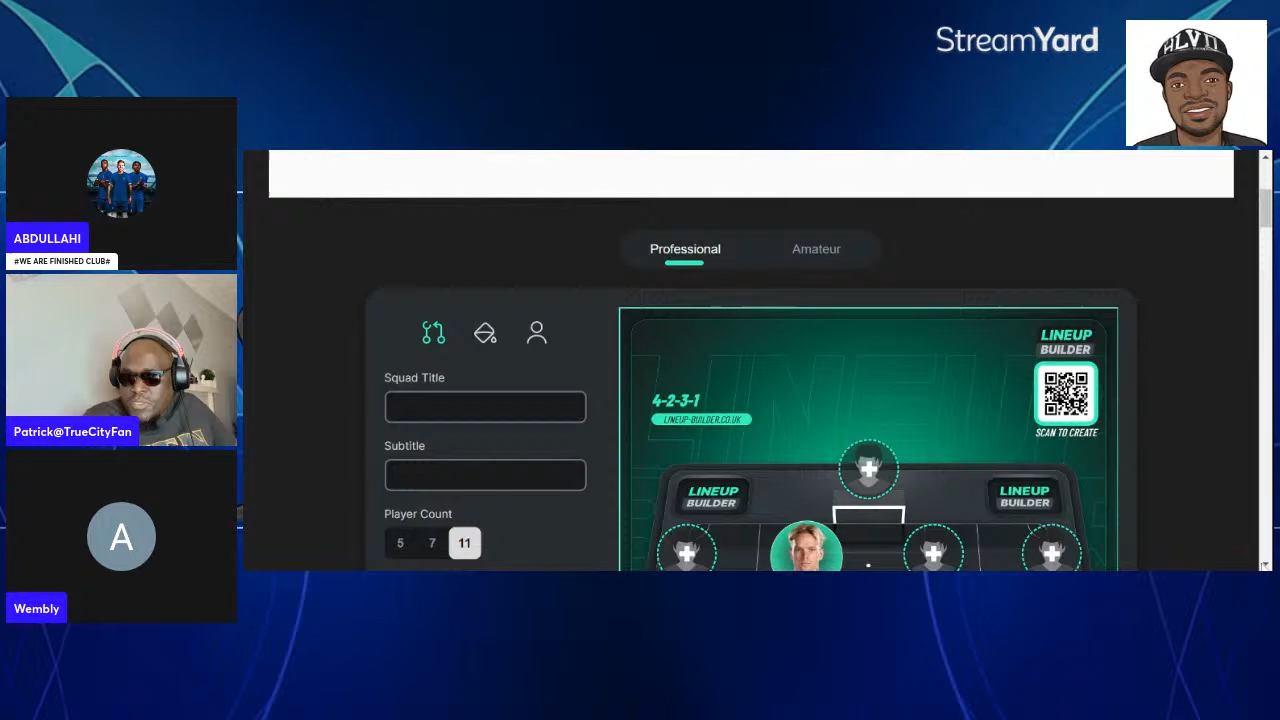 StreamYard
HLVD
ABDULLAHI
#WE ARE FINISHED CLUB#
Patrick@TrueCityFan
A
Wembly
Professional
Amateur
Squad Title
Subtitle
Player Count
5 7 11
LINEUP
BUILDER
4-2-3-1
LINEUP-BUILDER.CO.UK
SCAN TO CREATE
LINEUP
BUILDER
LINEUP
BUILDER